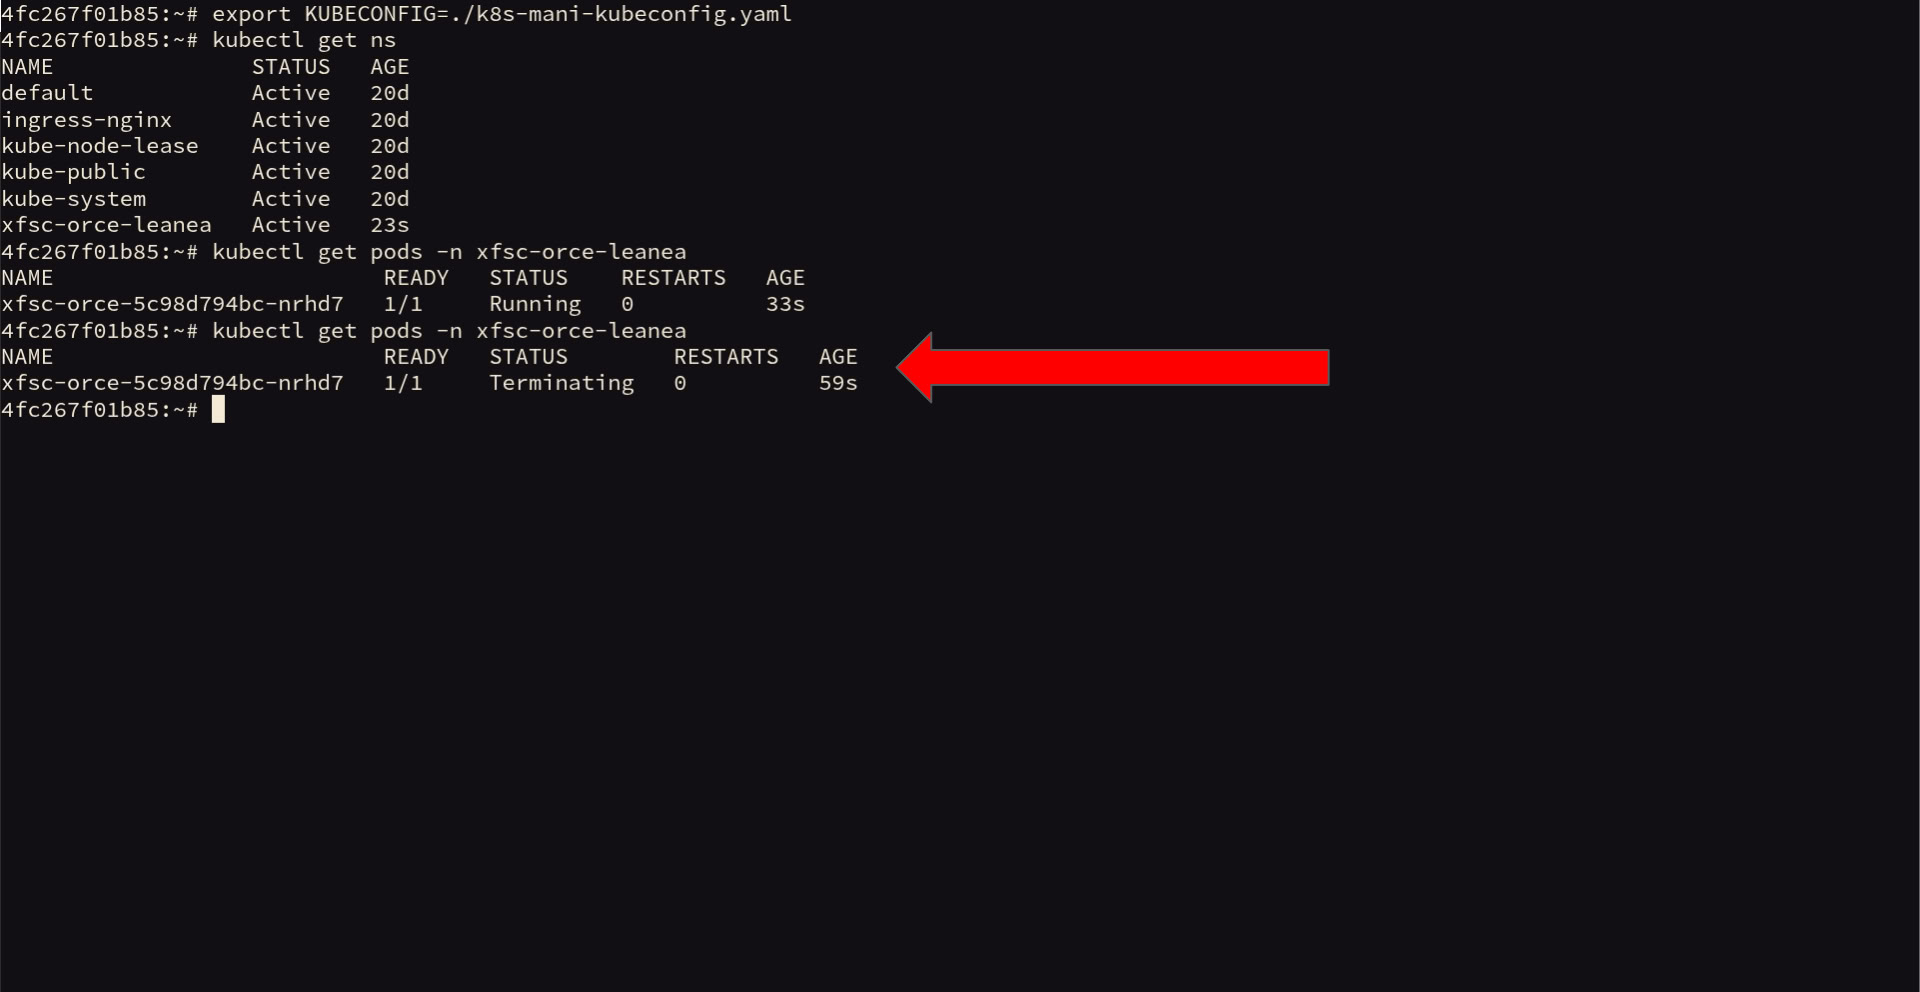 4fc267f01b85:~# export KUBECONFIG=./k8s-mani-kubeconfig.yaml
4fc267f01b85:~# kubectl get ns
NAME               STATUS   AGE
default            Active   20d
ingress-nginx      Active   20d
kube-node-lease    Active   20d
kube-public        Active   20d
kube-system        Active   20d
xfsc-orce-leanea   Active   23s
4fc267f01b85:~# kubectl get pods -n xfsc-orce-leanea
NAME                         READY   STATUS    RESTARTS   AGE
xfsc-orce-5c98d794bc-nrhd7   1/1     Running   0          33s
4fc267f01b85:~# kubectl get pods -n xfsc-orce-leanea
NAME                         READY   STATUS        RESTARTS   AGE
xfsc-orce-5c98d794bc-nrhd7   1/1     Terminating   0          59s
4fc267f01b85:~#